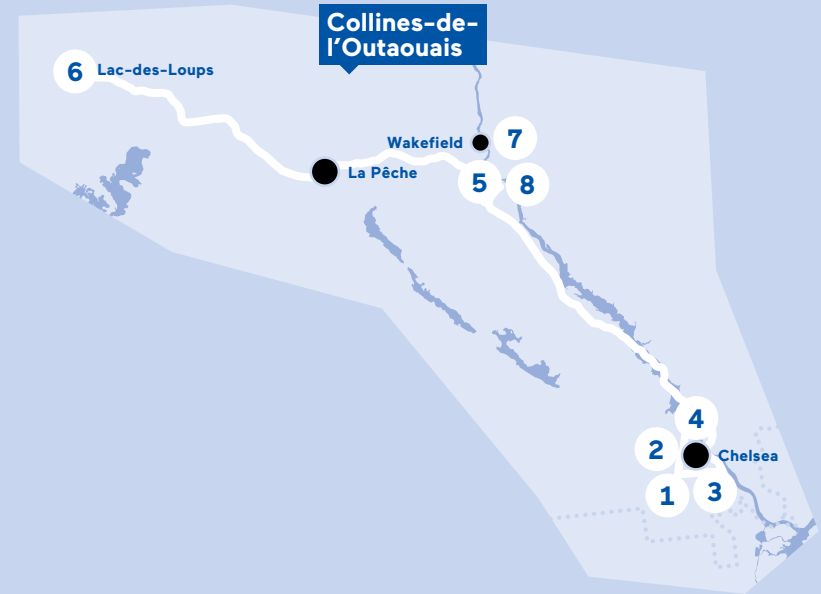 Collines-de-
l'Outaouais
6
Lac-des-Loups
Wakefield
7
La Pêche
5
8
4
2
Chelsea
1
3